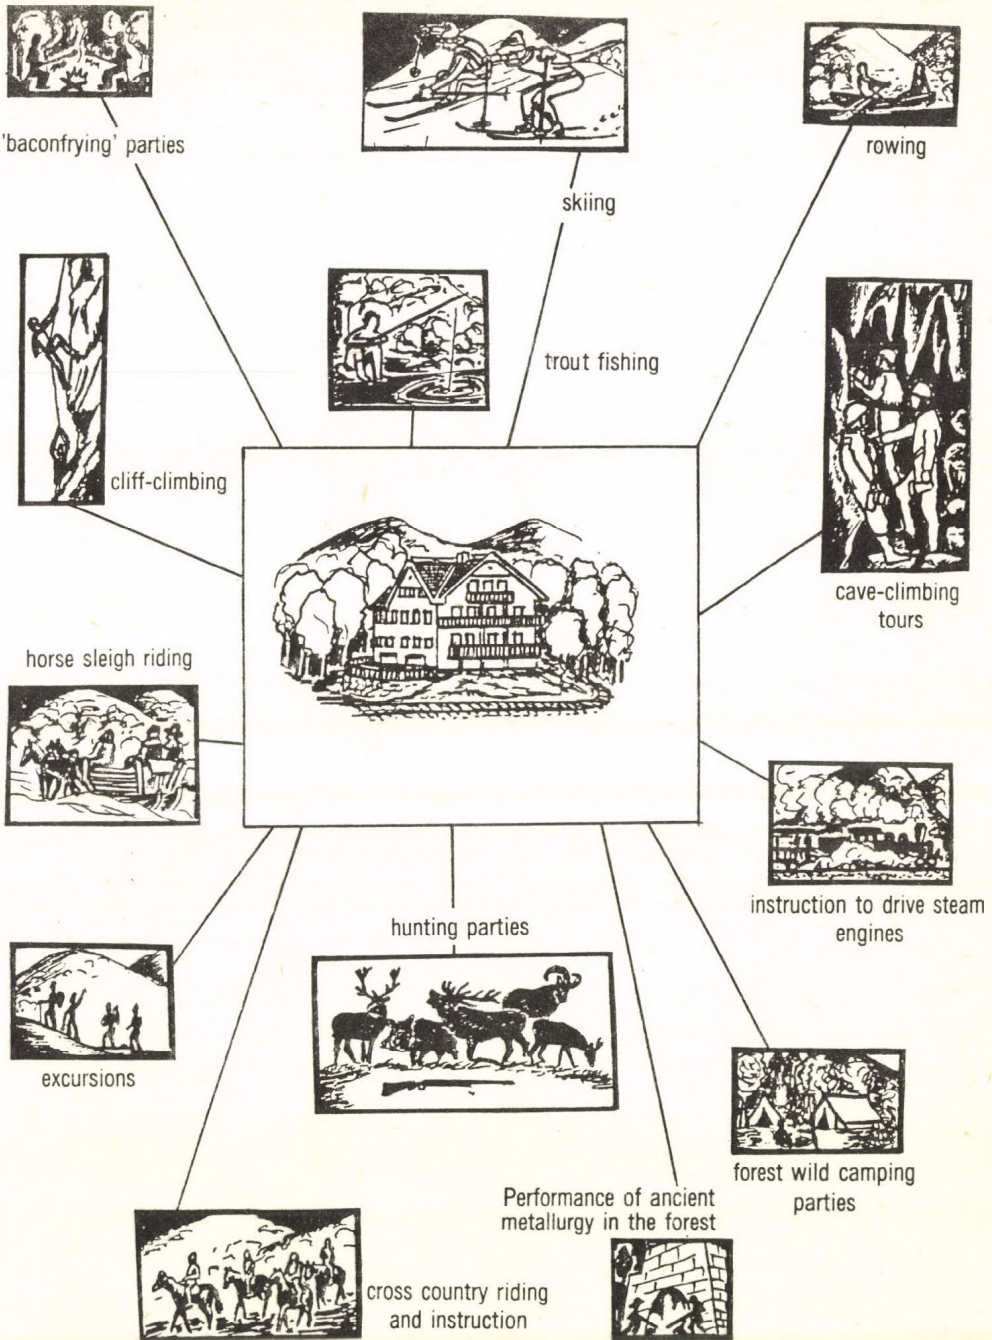 'baconfrying' parties
skiing
rowing
trout fishing
cliff-climbing
cave-climbing
tours
horse sleigh riding
instruction to drive steam
engines
hunting parties
excursions
forest wild camping
parties
Performance of ancient
metallurgy in the forest
cross country riding
and instruction